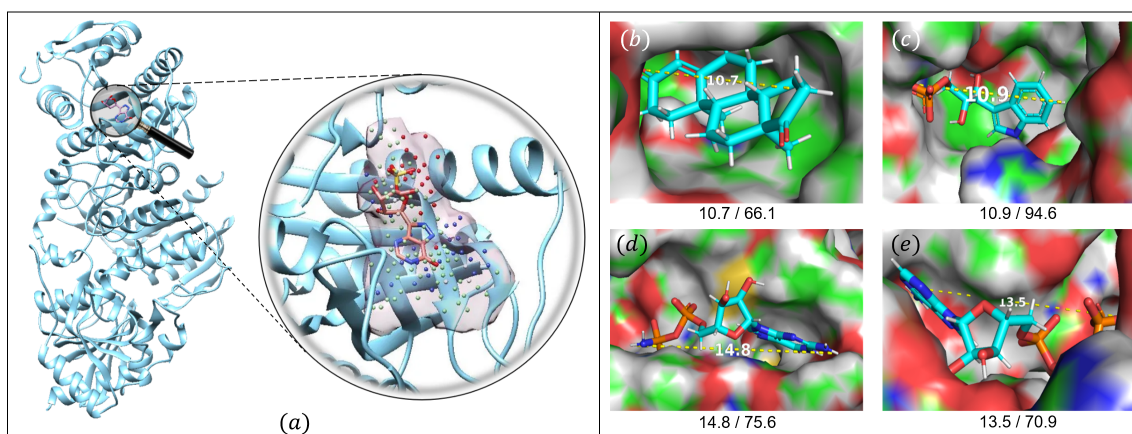 (a)
(b)
10.7
10.7 / 66.1
(c)
10.9
10.9 / 94.6
(d)
14.8
14.8 / 75.6
(e)
13.5
13.5 / 70.9